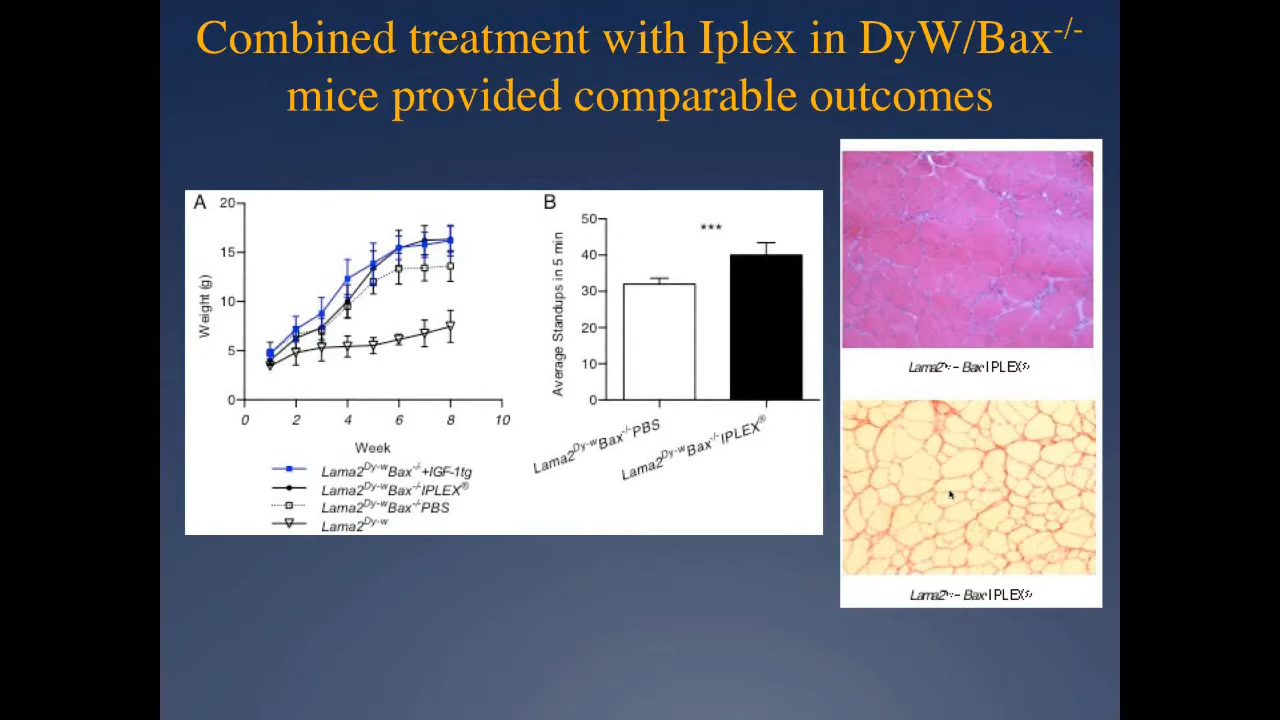 Combined treatment with Iplex in DyW/Bax-/-
mice provided comparable outcomes
A
20
15
10
5
0
Weight (g)
0 2 4 6 8 10
Week
Lama2Dy-wBax-/-+IGF-1tg
Lama2Dy-wBax-/-IPLEX®
Lama2Dy-wBax-/-PBS
Lama2Dy-w
B
50
40
30
20
10
0
Average Standups in 5 min
***
Lama2Dy-wBax-/-PBS
Lama2Dy-wBax-/-IPLEX®
Lama2 Bax IPLEX
Lama2 Bax IPLEX